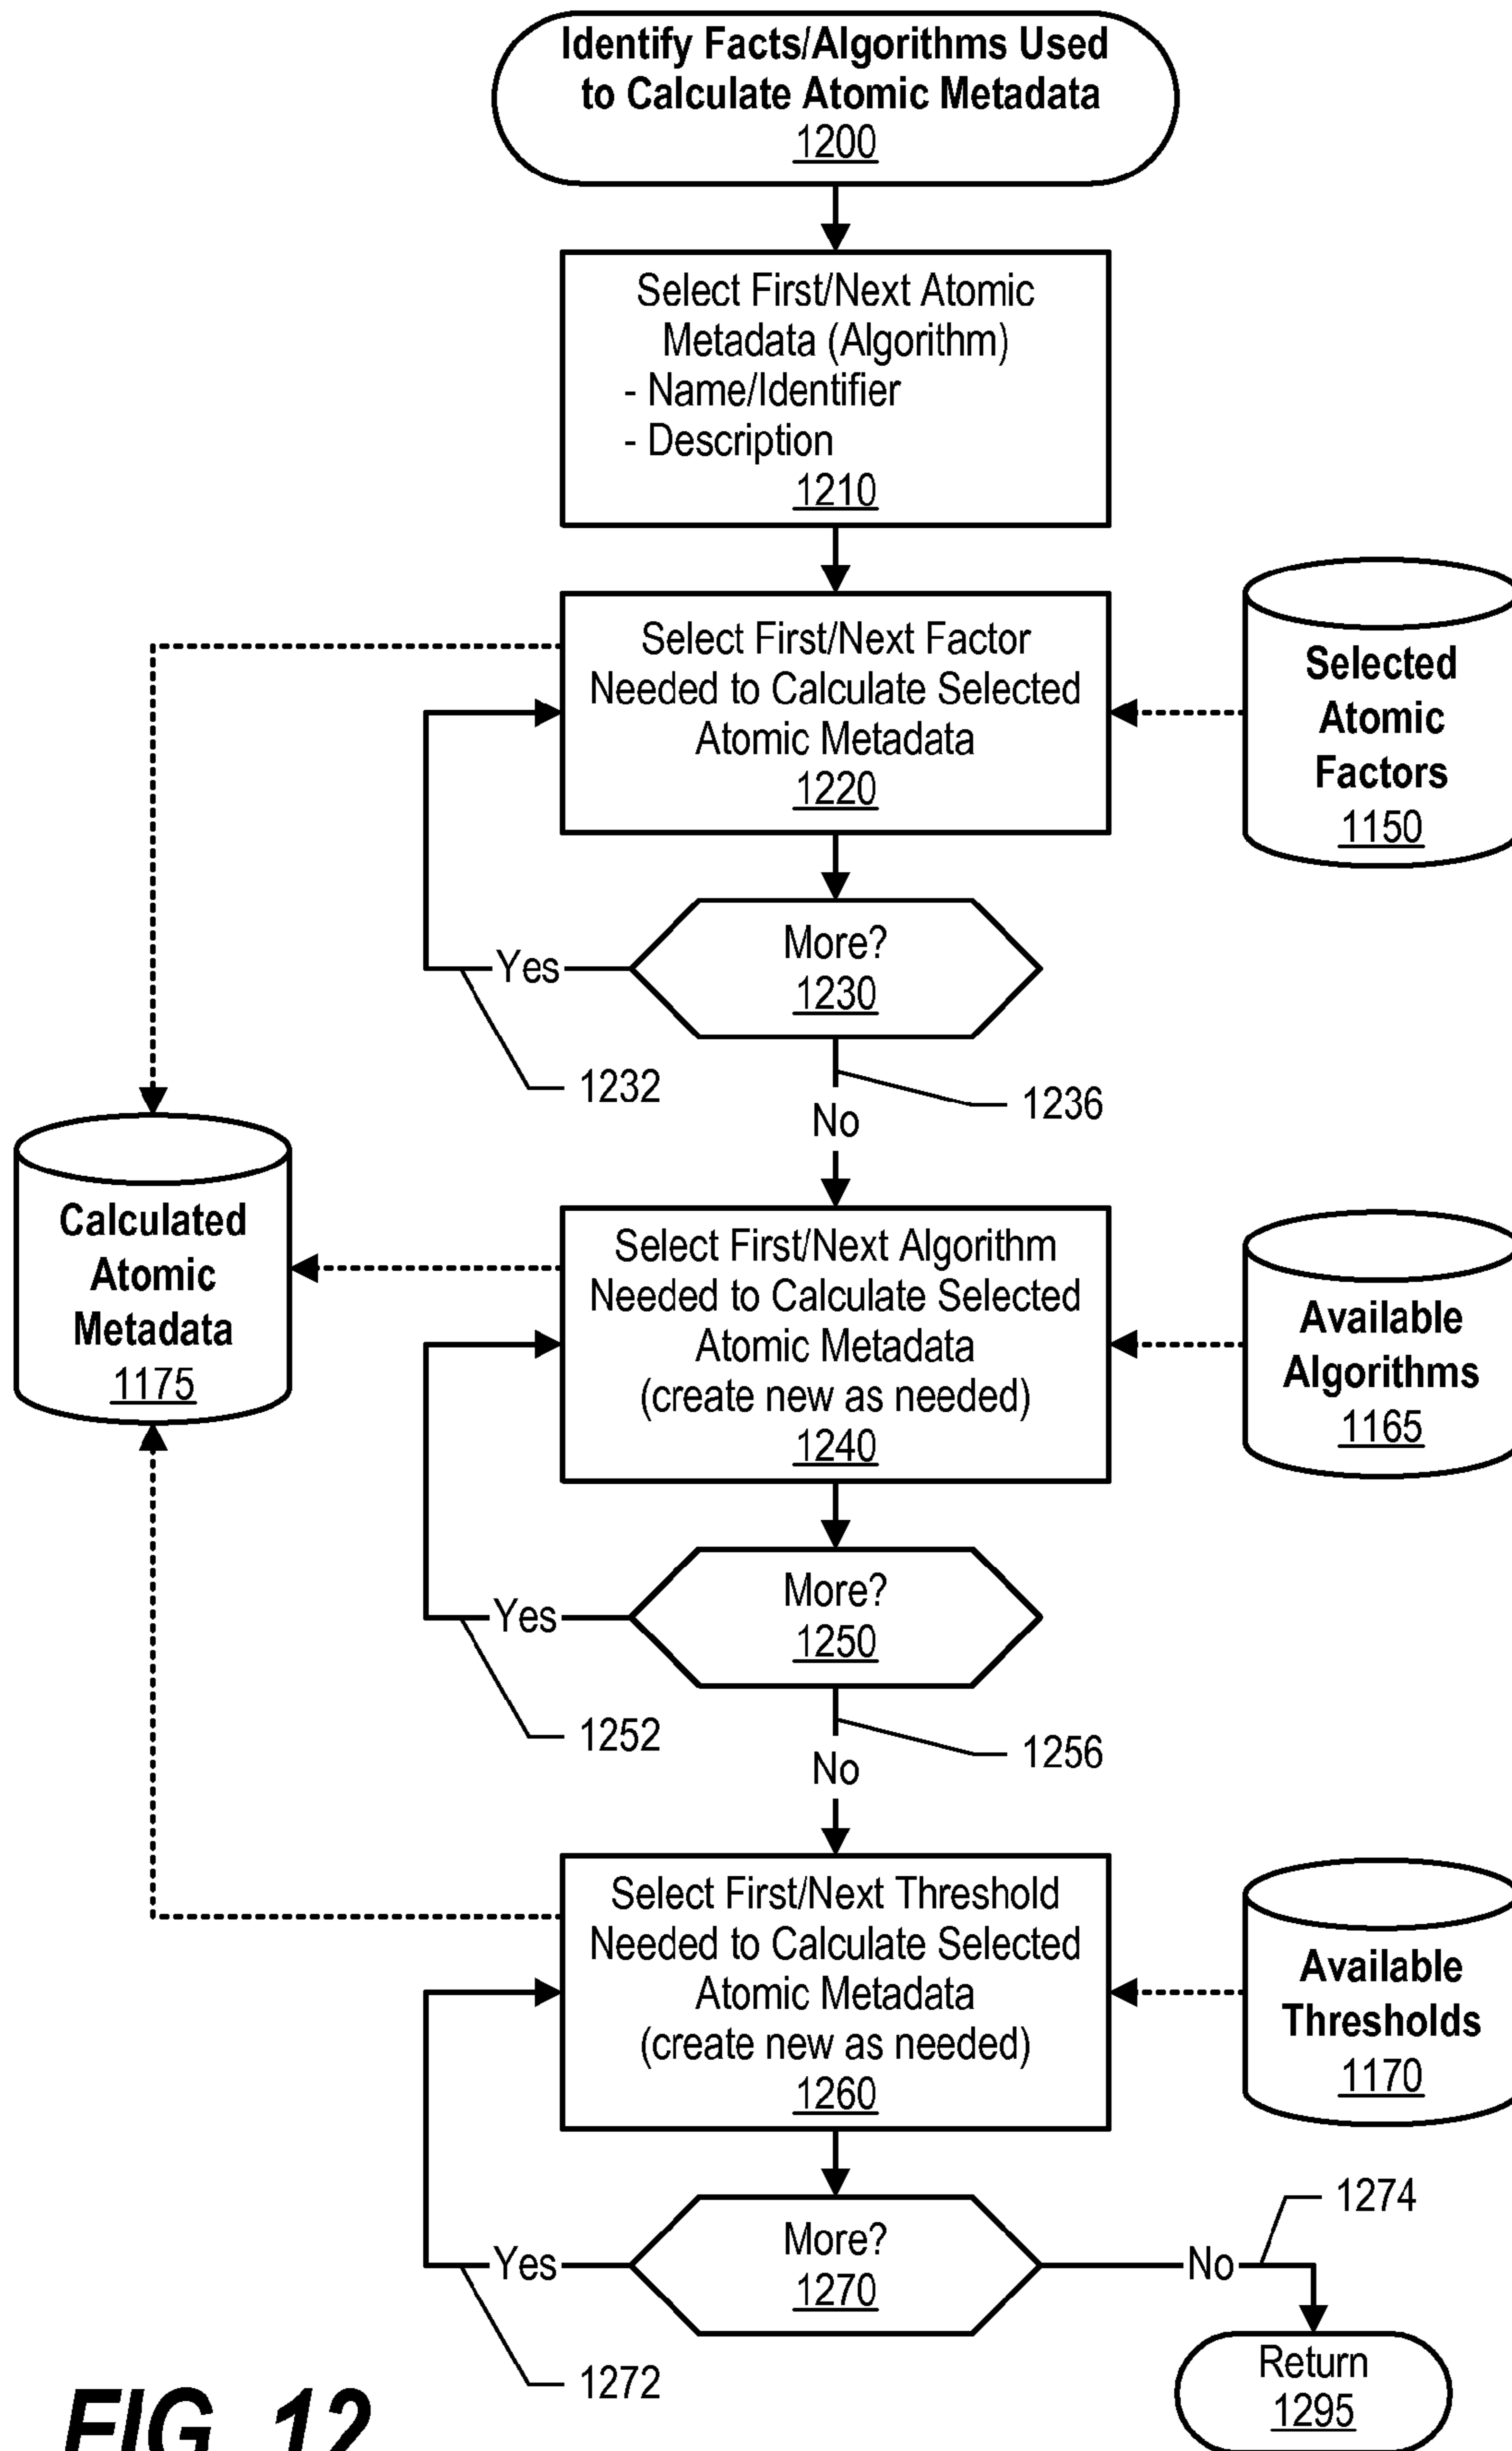 Identify Facts/Algorithms Used
to Calculate Atomic Metadata
1200
Select First/Next Atomic
Metadata (Algorithm)
- Name/Identifier
- Description
1210
Select First/Next Factor
Needed to Calculate Selected
Atomic Metadata
1220
Selected
Atomic
Factors
1150
More?
1230
Yes
1232
1236
No
Calculated
Atomic
Metadata
1175
Select First/Next Algorithm
Needed to Calculate Selected
Atomic Metadata
(create new as needed)
1240
Available
Algorithms
1165
More?
1250
Yes
1252
1256
No
Select First/Next Threshold
Needed to Calculate Selected
Atomic Metadata
(create new as needed)
1260
Available
Thresholds
1170
More?
1270
Yes
1272
No
1274
Return
1295
FIG. 12